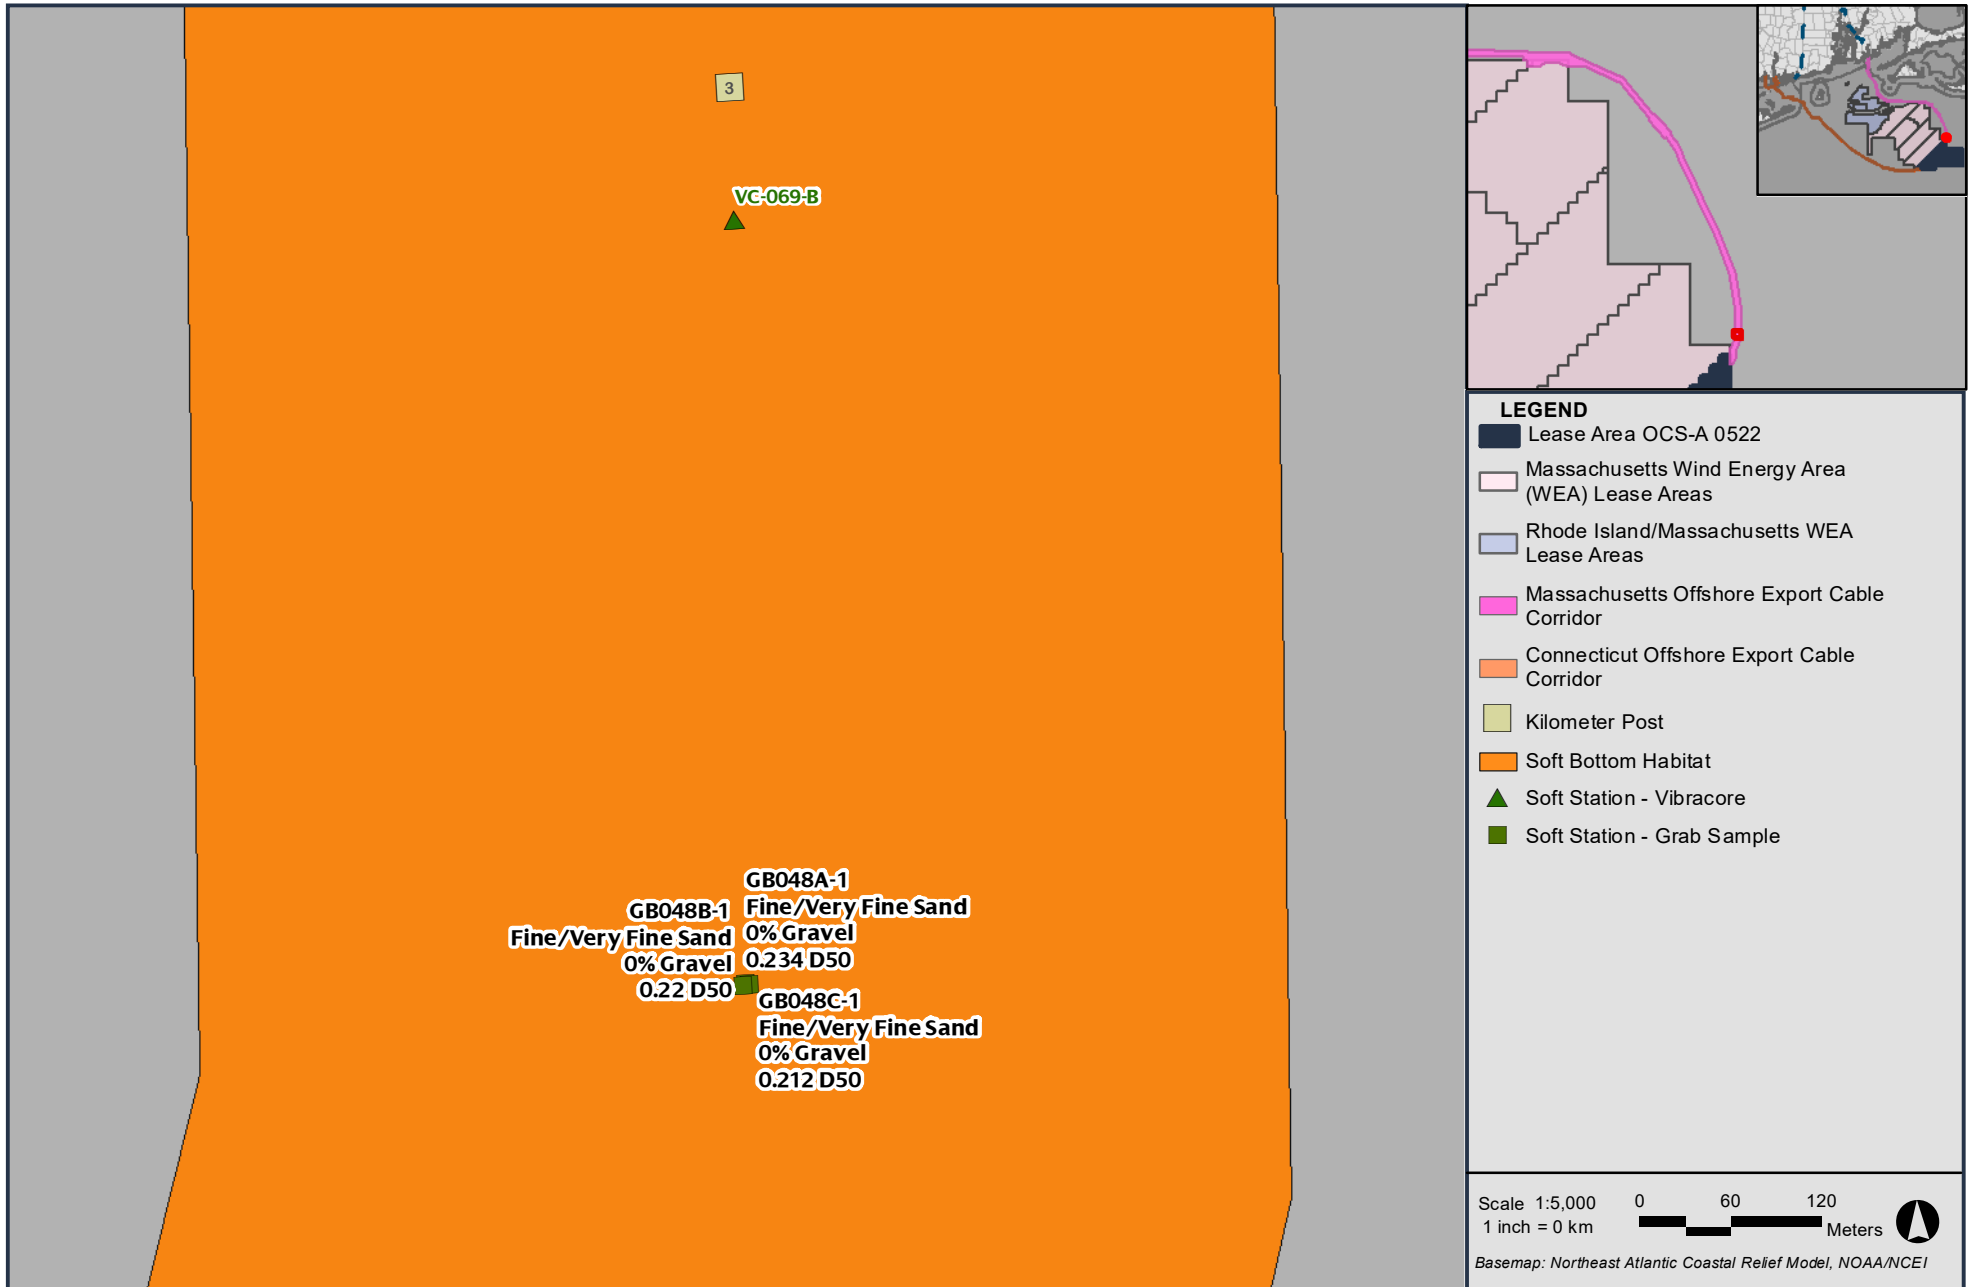 3
VC-069-B
GB048A-1
Fine/Very Fine Sand
0% Gravel
0.234 D50
GB048B-1
Fine/Very Fine Sand
0% Gravel
0.22 D50
GB048C-1
Fine/Very Fine Sand
0% Gravel
0.212 D50
LEGEND
Lease Area OCS-A 0522
Massachusetts Wind Energy Area
(WEA) Lease Areas
Rhode Island/Massachusetts WEA
Lease Areas
Massachusetts Offshore Export Cable
Corridor
Connecticut Offshore Export Cable
Corridor
Kilometer Post
Soft Bottom Habitat
Soft Station - Vibracore
Soft Station - Grab Sample
Scale 1:5,000
1 inch = 0 km
0 60 120
Meters
Basemap: Northeast Atlantic Coastal Relief Model, NOAA/NCEI